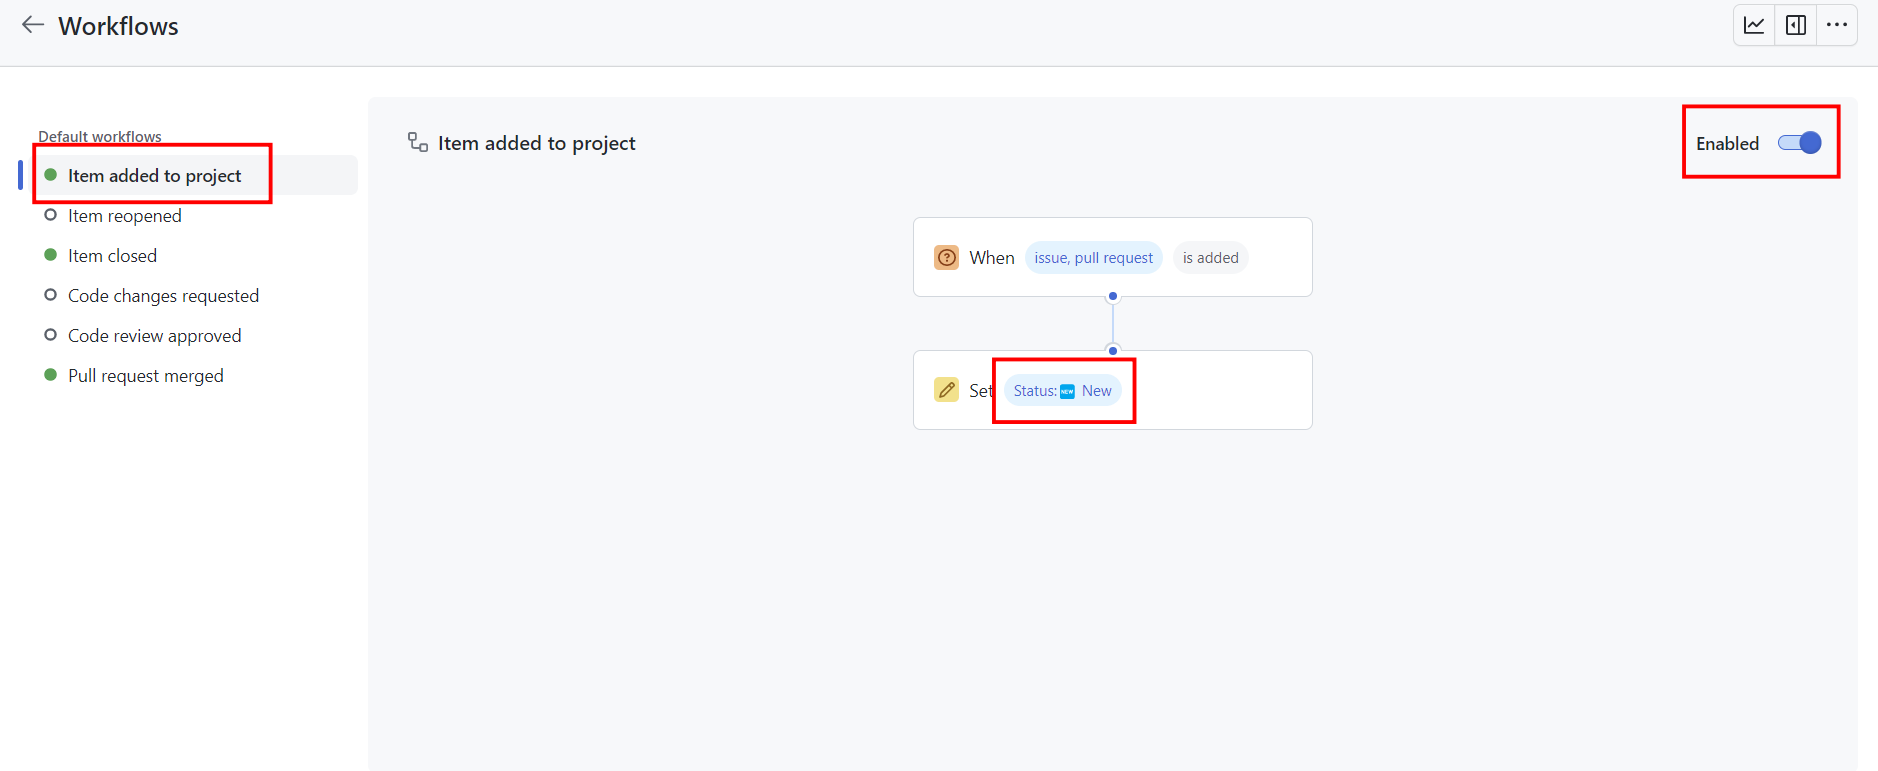 Workflows
Default workflows
Item added to project
Item reopened
Item closed
Code changes requested
Code review approved
Pull request merged
Item added to project
Enabled
When issue, pull request is added
Set Status: NEW New